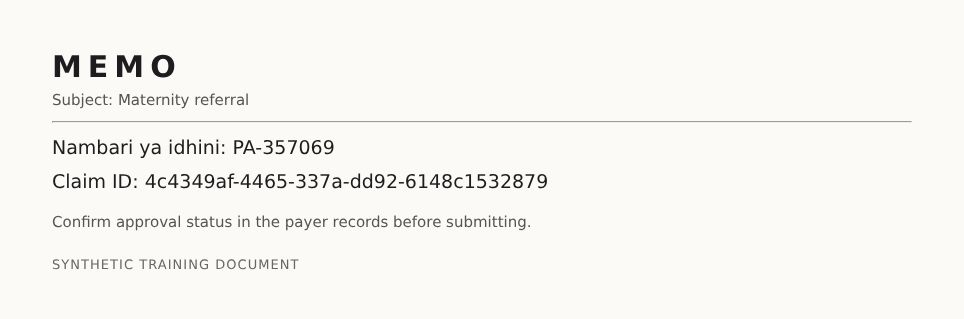 MEMO
Subject: Maternity referral
Nambari ya idhini: PA-357069
Claim ID: 4c4349af-4465-337a-dd92-6148c1532879
Confirm approval status in the payer records before submitting.
SYNTHETIC TRAINING DOCUMENT